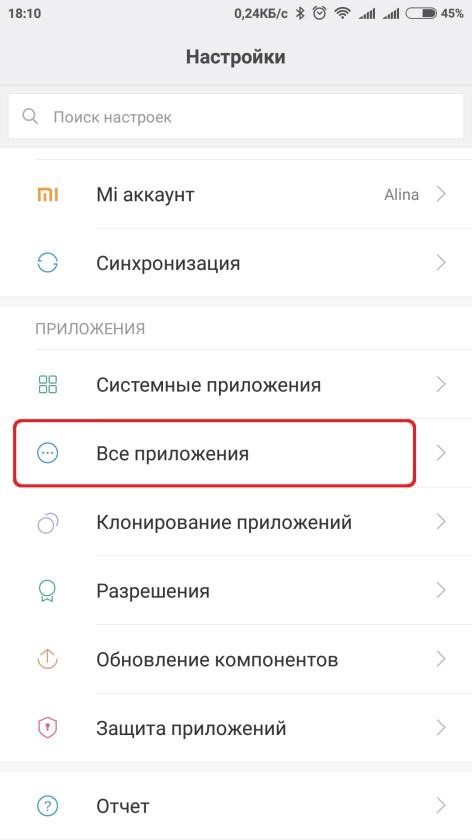 18:10 0,24КБ/с 45%
Настройки
Поиск настроек
Mi аккаунт Alina
Синхронизация
ПРИЛОЖЕНИЯ
Системные приложения
Все приложения
Клонирование приложений
Разрешения
Обновление компонентов
Защита приложений
Отчет